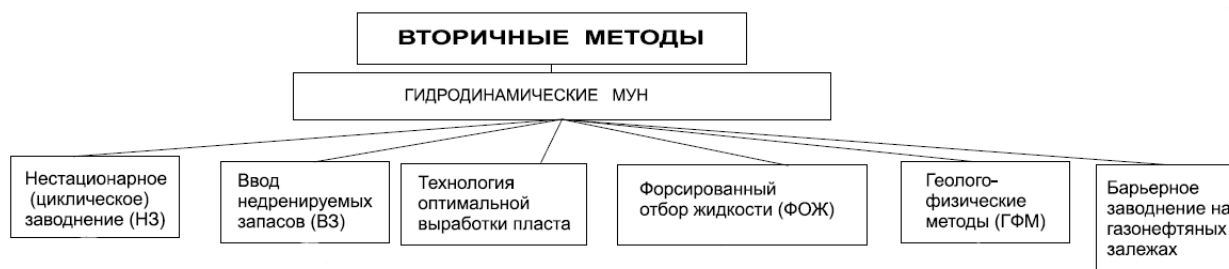 ВТОРИЧНЫЕ МЕТОДЫ
ГИДРОДИНАМИЧЕСКИЕ МУН
Нестационарное
(циклическое)
заводнение (НЗ)
Ввод
недренируемых
запасов (ВЗ)
Технология
оптимальной
выработки пласта
Форсированный
отбор жидкости (ФОЖ)
Геолого-
физические
методы (ГФМ)
Барьерное
заводнение на
газонефтяных
залежах